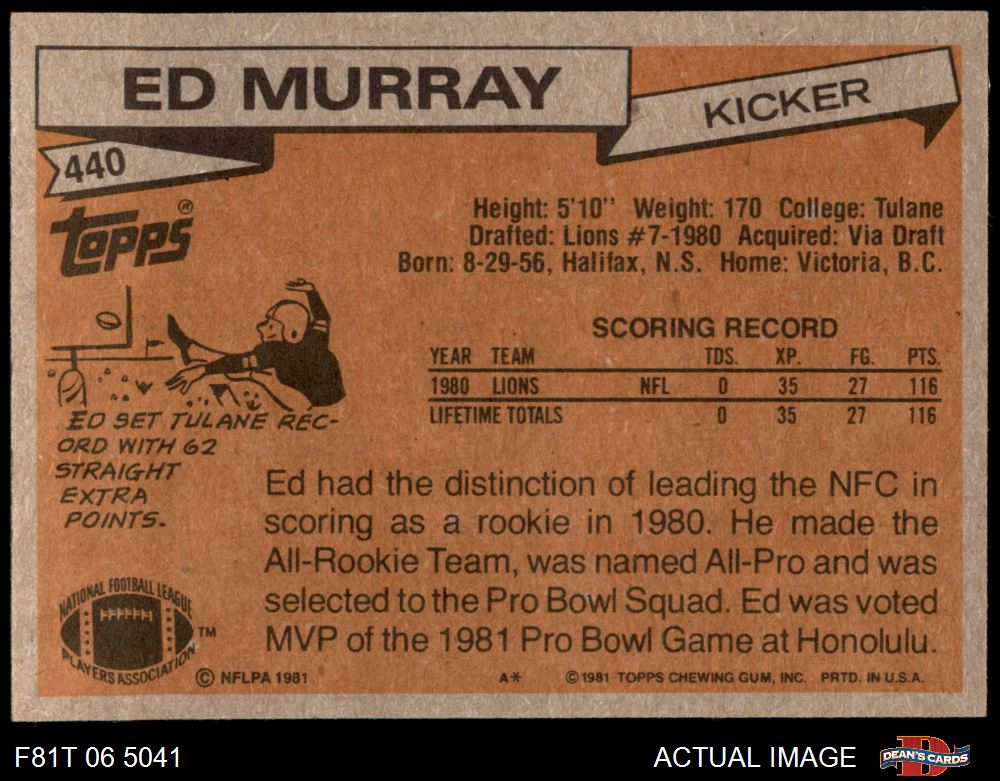 ED MURRAY
KICKER
440
Topps®
Height: 5'10" Weight: 170 College: Tulane
Drafted: Lions #7-1980 Acquired: Via Draft
Born: 8-29-56, Halifax, N.S. Home: Victoria, B.C.
SCORING RECORD
YEAR TEAM TDS. XP. FG. PTS.
1980 LIONS NFL 0 35 27 116
LIFETIME TOTALS 0 35 27 116
ED SET TULANE REC-
ORD WITH 62
STRAIGHT
EXTRA
POINTS.
Ed had the distinction of leading the NFC in
scoring as a rookie in 1980. He made the
All-Rookie Team, was named All-Pro and was
selected to the Pro Bowl Squad. Ed was voted
MVP of the 1981 Pro Bowl Game at Honolulu.
NATIONAL FOOTBALL LEAGUE
PLAYERS ASSOCIATION
TM
© NFLPA 1981 A* © 1981 TOPPS CHEWING GUM, INC. PRTD. IN U.S.A.
F81T 06 5041 ACTUAL IMAGE DEAN'S CARDS